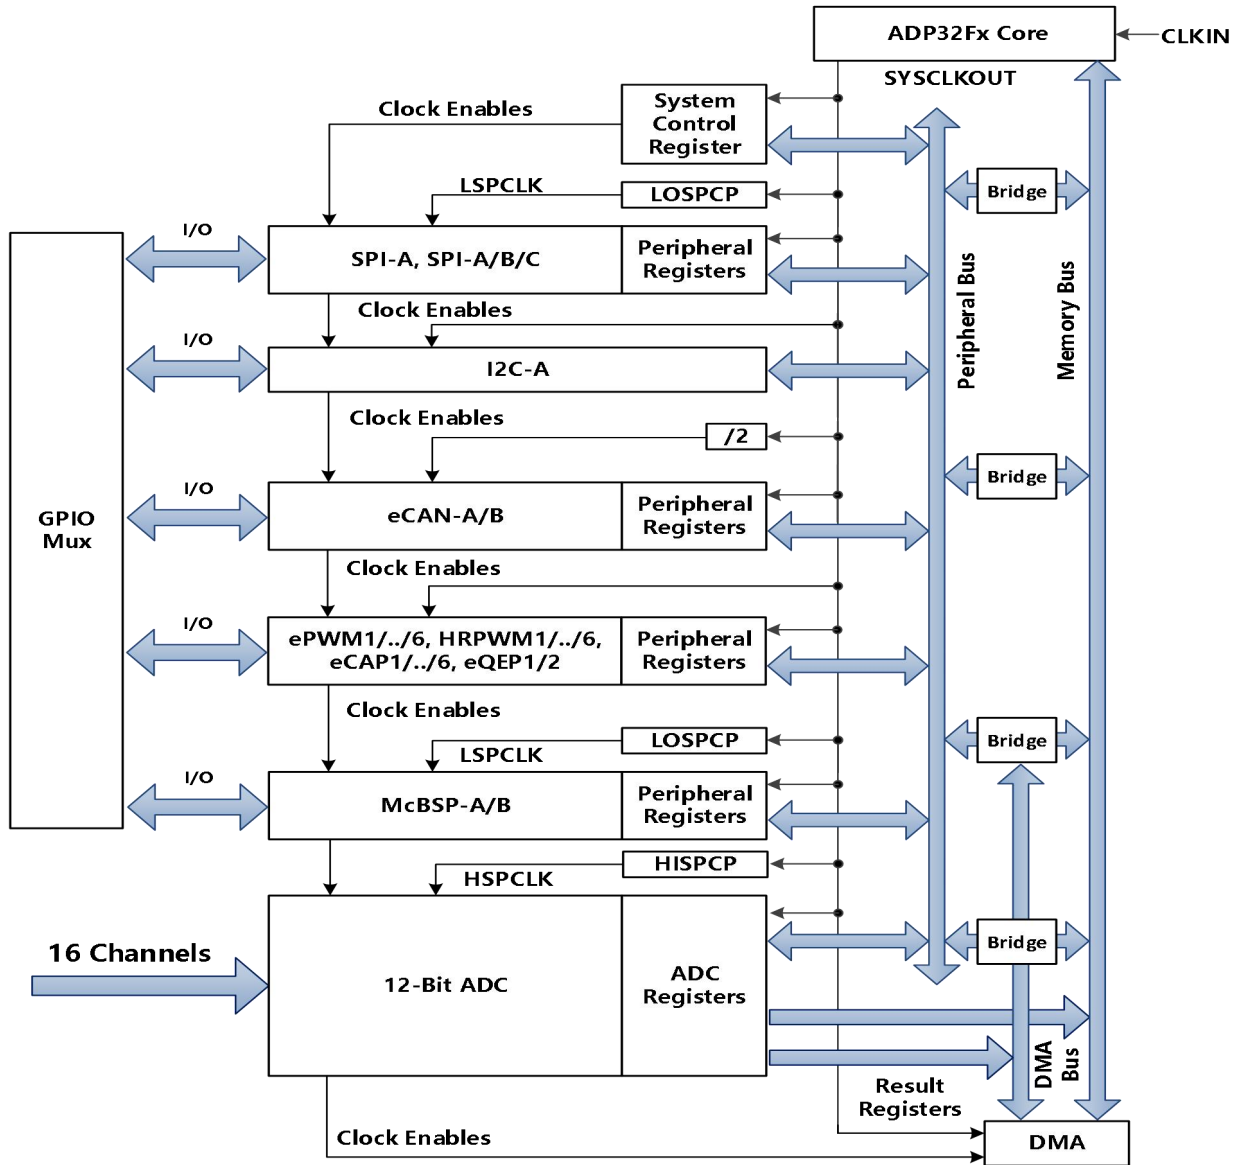 ADP32Fx Core
CLKIN
SYSCLKOUT
System
Control
Register
Clock Enables
LSPCLK
LOSPCP
Bridge
I/O
SPI-A, SPI-A/B/C
Peripheral
Registers
Peripheral Bus
Memory Bus
Clock Enables
I/O
I2C-A
Clock Enables
/2
Bridge
I/O
GPIO
Mux
eCAN-A/B
Peripheral
Registers
Clock Enables
I/O
ePWM1/../6, HRPWM1/../6,
eCAP1/../6, eQEP1/2
Peripheral
Registers
Clock Enables
LSPCLK
LOSPCP
Bridge
I/O
McBSP-A/B
Peripheral
Registers
HSPCLK
HISPCP
16 Channels
12-Bit ADC
ADC
Registers
Bridge
DMA
Bus
Result
Registers
Clock Enables
DMA